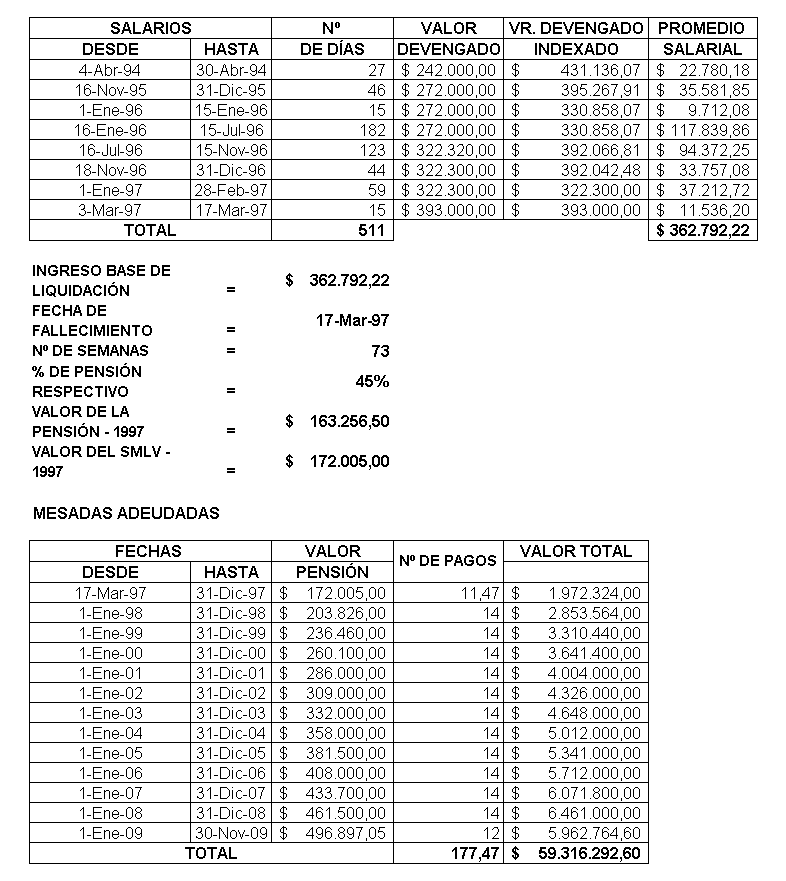 SALARIOS Nº VALOR VR. DEVENGADO PROMEDIO
DESDE HASTA DE DÍAS DEVENGADO INDEXADO SALARIAL
4-Abr-94 30-Abr-94 27 $ 242.000,00 $ 431.136,07 $ 22.780,18
16-Nov-95 31-Dic-95 46 $ 272.000,00 $ 395.267,91 $ 35.581,85
1-Ene-96 15-Ene-96 15 $ 272.000,00 $ 330.858,07 $ 9.712,08
16-Ene-96 15-Jul-96 182 $ 272.000,00 $ 330.858,07 $ 117.839,86
16-Jul-96 15-Nov-96 123 $ 322.320,00 $ 392.066,81 $ 94.372,25
18-Nov-96 31-Dic-96 44 $ 322.300,00 $ 392.042,48 $ 33.757,08
1-Ene-97 28-Feb-97 59 $ 322.300,00 $ 322.300,00 $ 37.212,72
3-Mar-97 17-Mar-97 15 $ 393.000,00 $ 393.000,00 $ 11.536,20
TOTAL 511 $ 362.792,22
INGRESO BASE DE
LIQUIDACIÓN = $ 362.792,22
FECHA DE
FALLECIMIENTO = 17-Mar-97
Nº DE SEMANAS = 73
% DE PENSIÓN
RESPECTIVO = 45%
VALOR DE LA
PENSIÓN - 1997 = $ 163.256,50
VALOR DEL SMLV -
1997 = $ 172.005,00
MESADAS ADEUDADAS
FECHAS VALOR Nº DE PAGOS VALOR TOTAL
DESDE HASTA PENSIÓN
17-Mar-97 31-Dic-97 $ 172.005,00 11,47 $ 1.972.324,00
1-Ene-98 31-Dic-98 $ 203.826,00 14 $ 2.853.564,00
1-Ene-99 31-Dic-99 $ 236.460,00 14 $ 3.310.440,00
1-Ene-00 31-Dic-00 $ 260.100,00 14 $ 3.641.400,00
1-Ene-01 31-Dic-01 $ 286.000,00 14 $ 4.004.000,00
1-Ene-02 31-Dic-02 $ 309.000,00 14 $ 4.326.000,00
1-Ene-03 31-Dic-03 $ 332.000,00 14 $ 4.648.000,00
1-Ene-04 31-Dic-04 $ 358.000,00 14 $ 5.012.000,00
1-Ene-05 31-Dic-05 $ 381.500,00 14 $ 5.341.000,00
1-Ene-06 31-Dic-06 $ 408.000,00 14 $ 5.712.000,00
1-Ene-07 31-Dic-07 $ 433.700,00 14 $ 6.071.800,00
1-Ene-08 31-Dic-08 $ 461.500,00 14 $ 6.461.000,00
1-Ene-09 30-Nov-09 $ 496.897,05 12 $ 5.962.764,60
TOTAL 177,47 $ 59.316.292,60